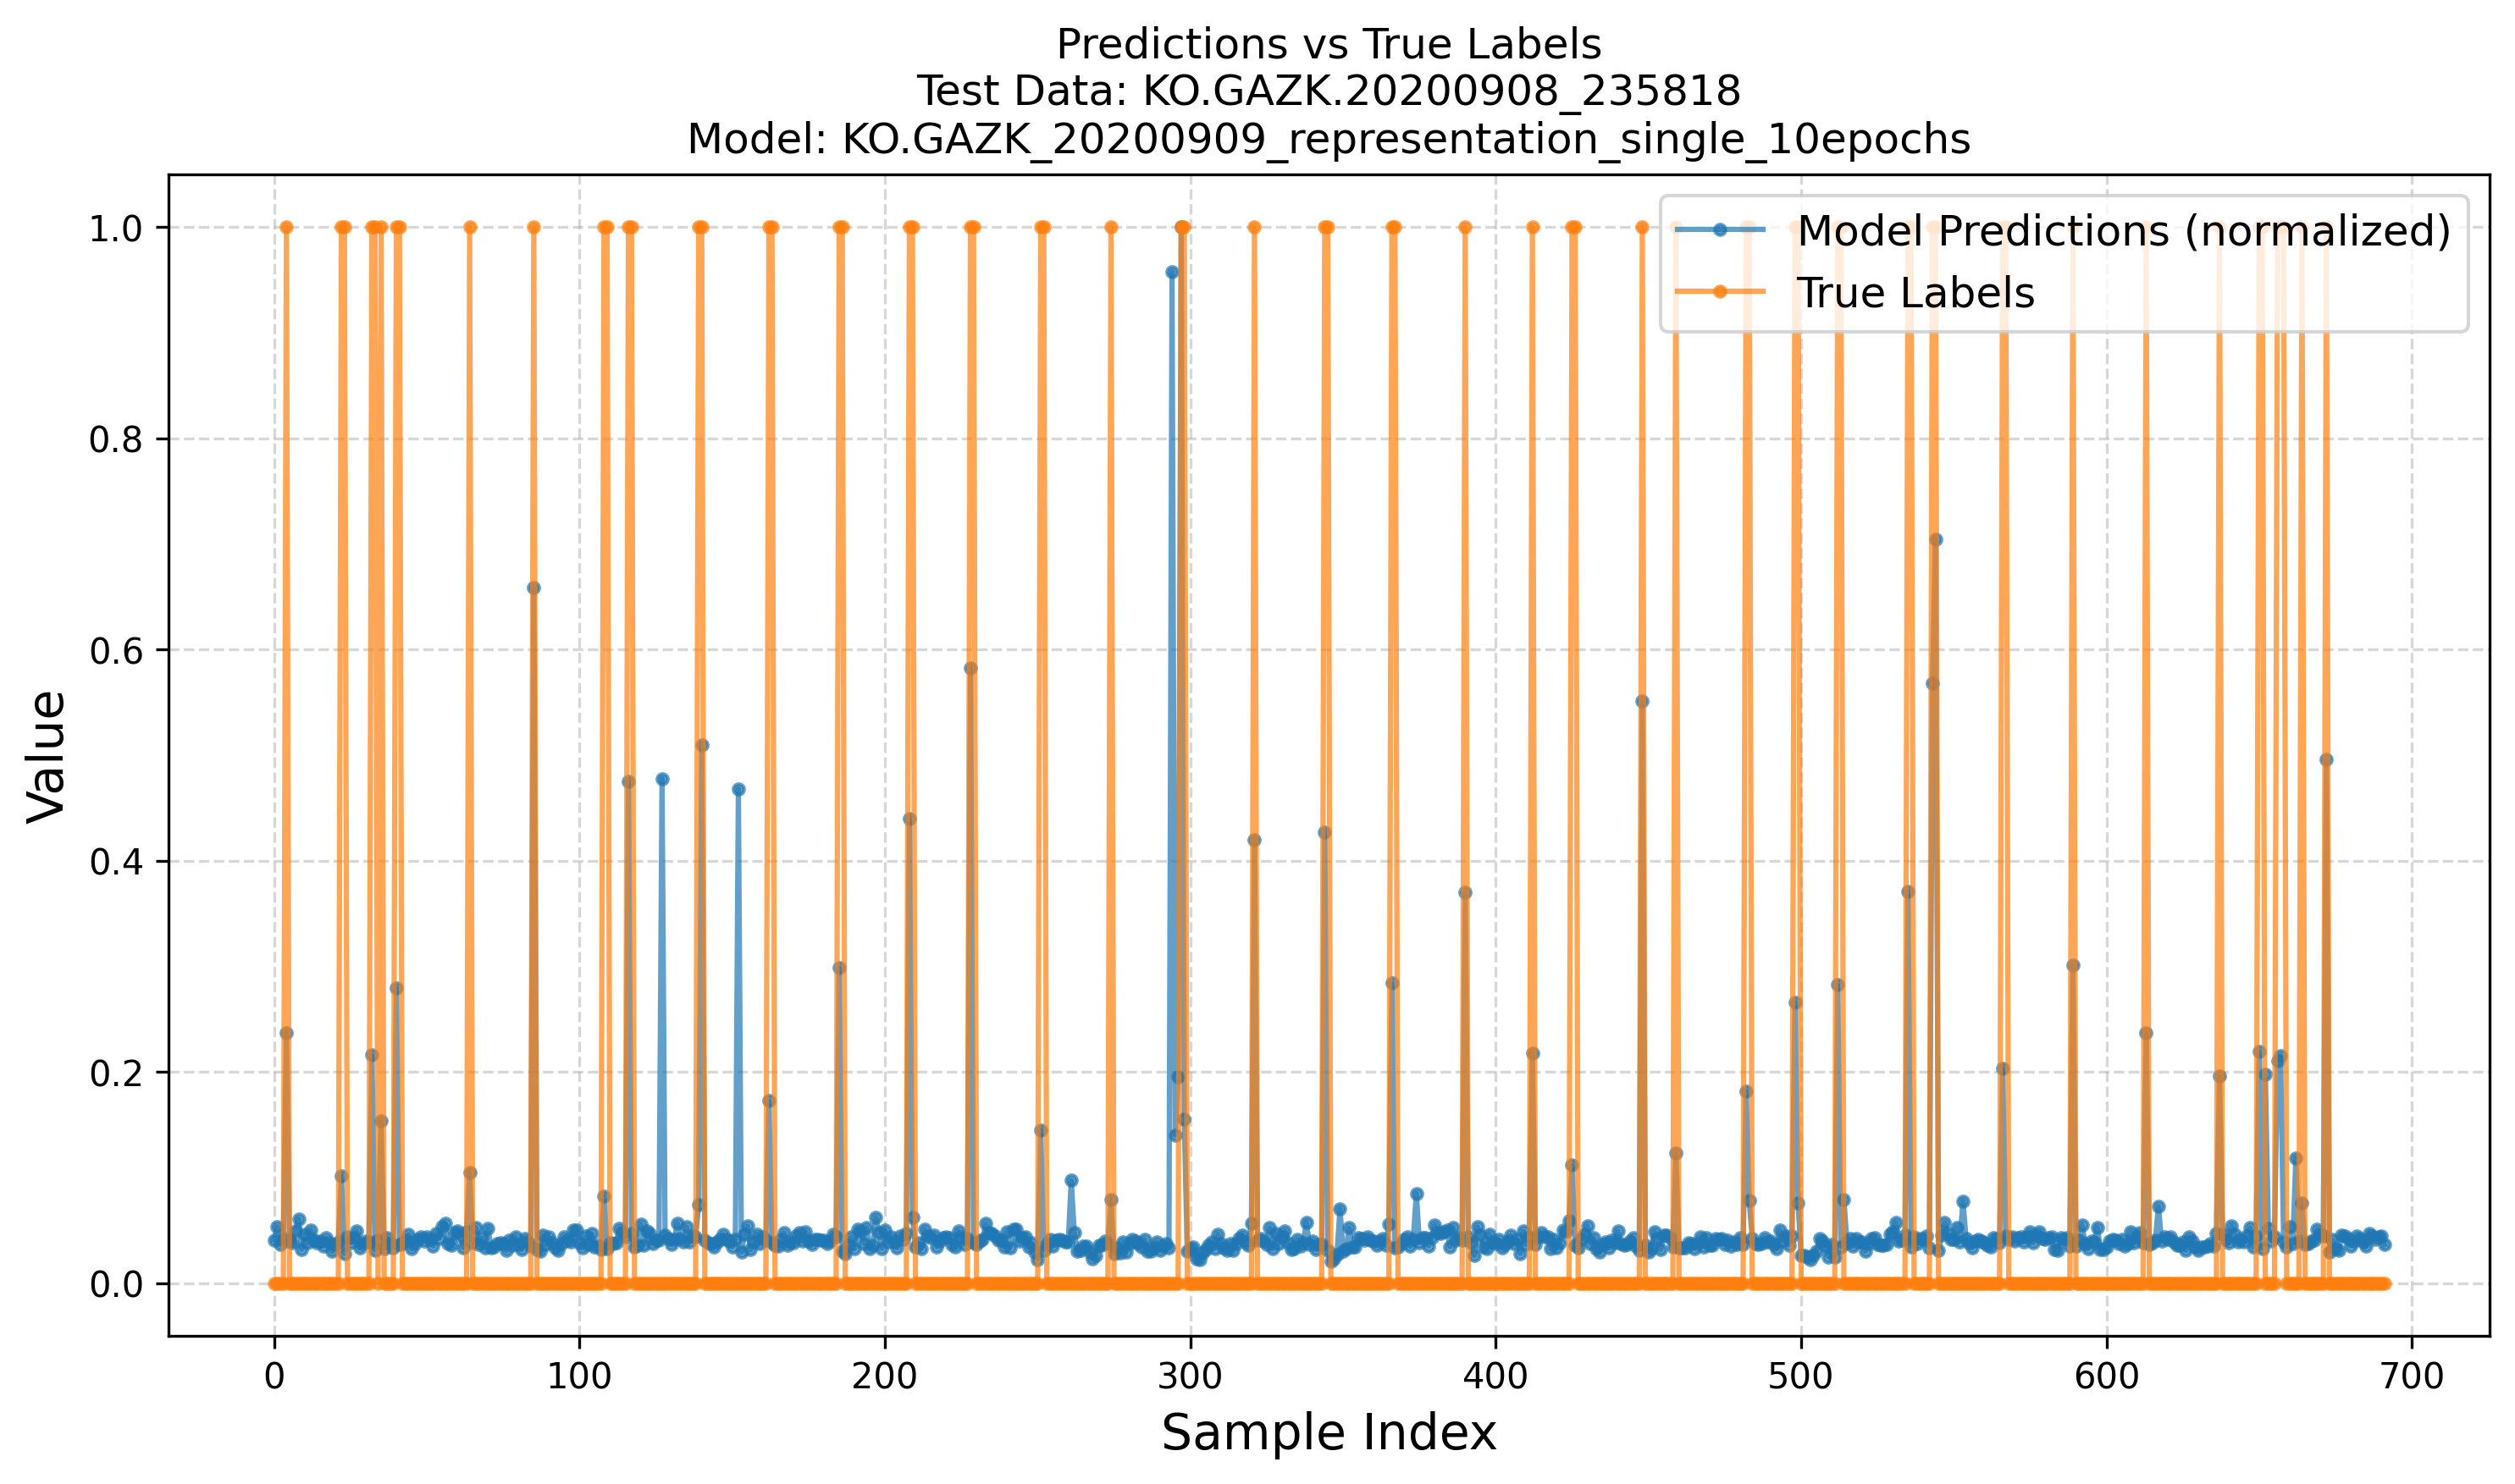 Predictions vs True Labels
Test Data: KO.GAZK.20200908_235818
Model: KO.GAZK_20200909_representation_single_10epochs
Model Predictions (normalized)
True Labels
Value
1.0
0.8
0.6
0.4
0.2
0.0
0 100 200 300 400 500 600 700
Sample Index